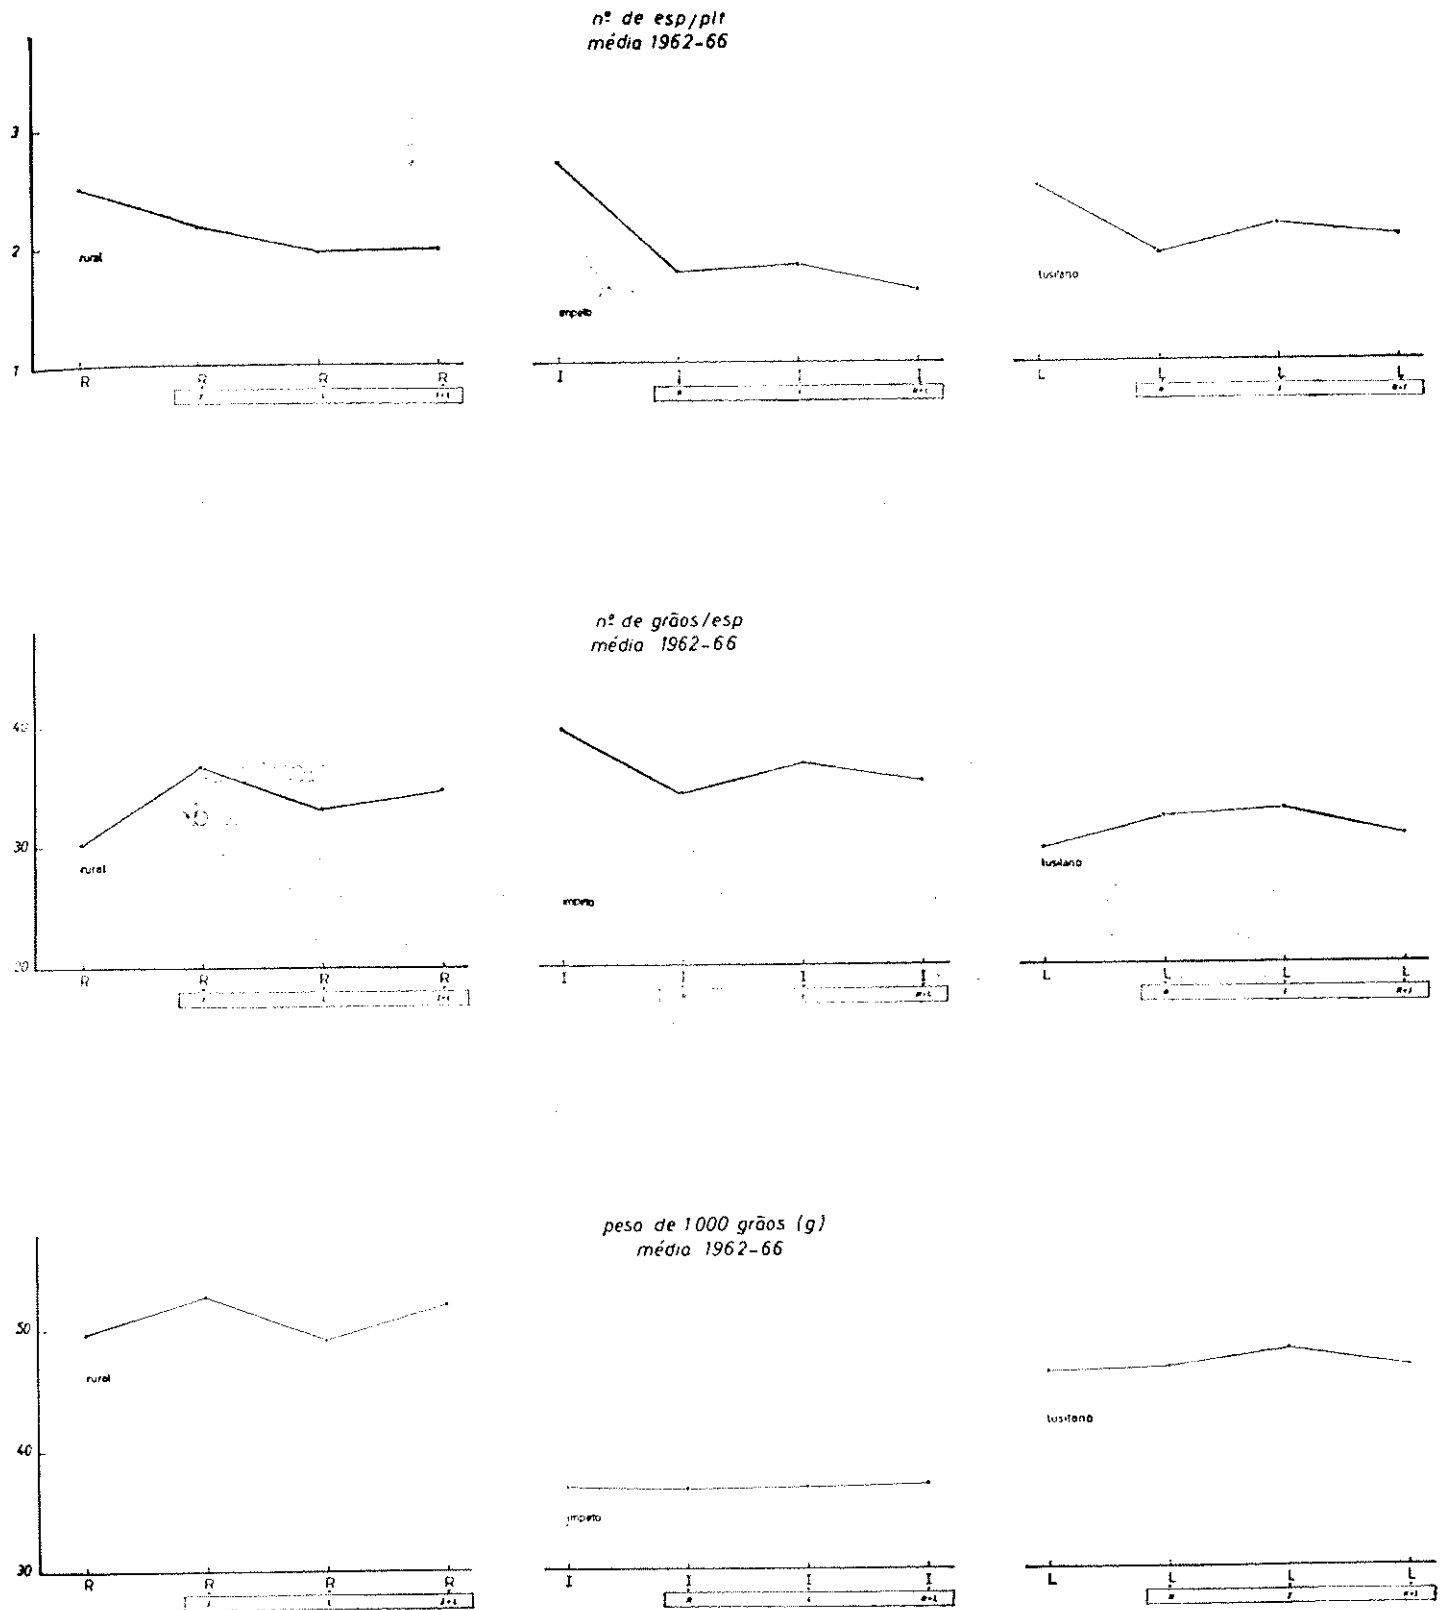 nº de esp/plt
média 1962-66
3
2
1
rural
impeto
lusitano
R R R R
I I I I
L L L L
I L I+L
R L R+L
R I R+I
nº de grãos/esp
média 1962-66
40
30
20
rural
impeto
lusitano
R R R R
I I I I
L L L L
I L I+L
R L R+L
R I R+I
peso de 1000 grãos (g)
média 1962-66
50
40
30
rural
impeto
lusitano
R R R R
I I I I
L L L L
I L I+L
R L R+L
R I R+I